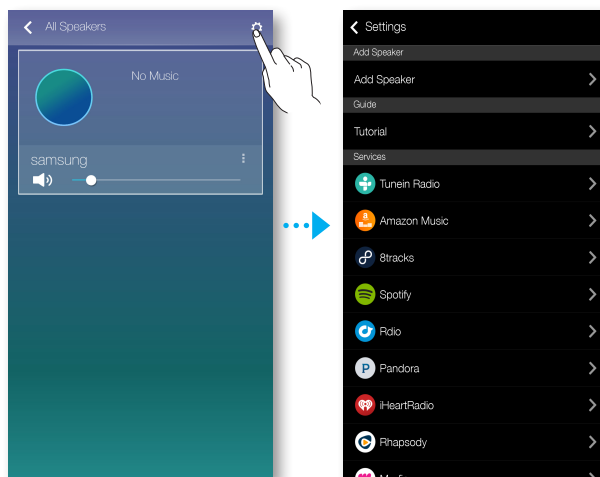 All Speakers
No Music
samsung
Settings
Add Speaker
Add Speaker
Guide
Tutorial
Services
Tunein Radio
Amazon Music
8tracks
Spotify
Rdio
Pandora
iHeartRadio
Rhapsody